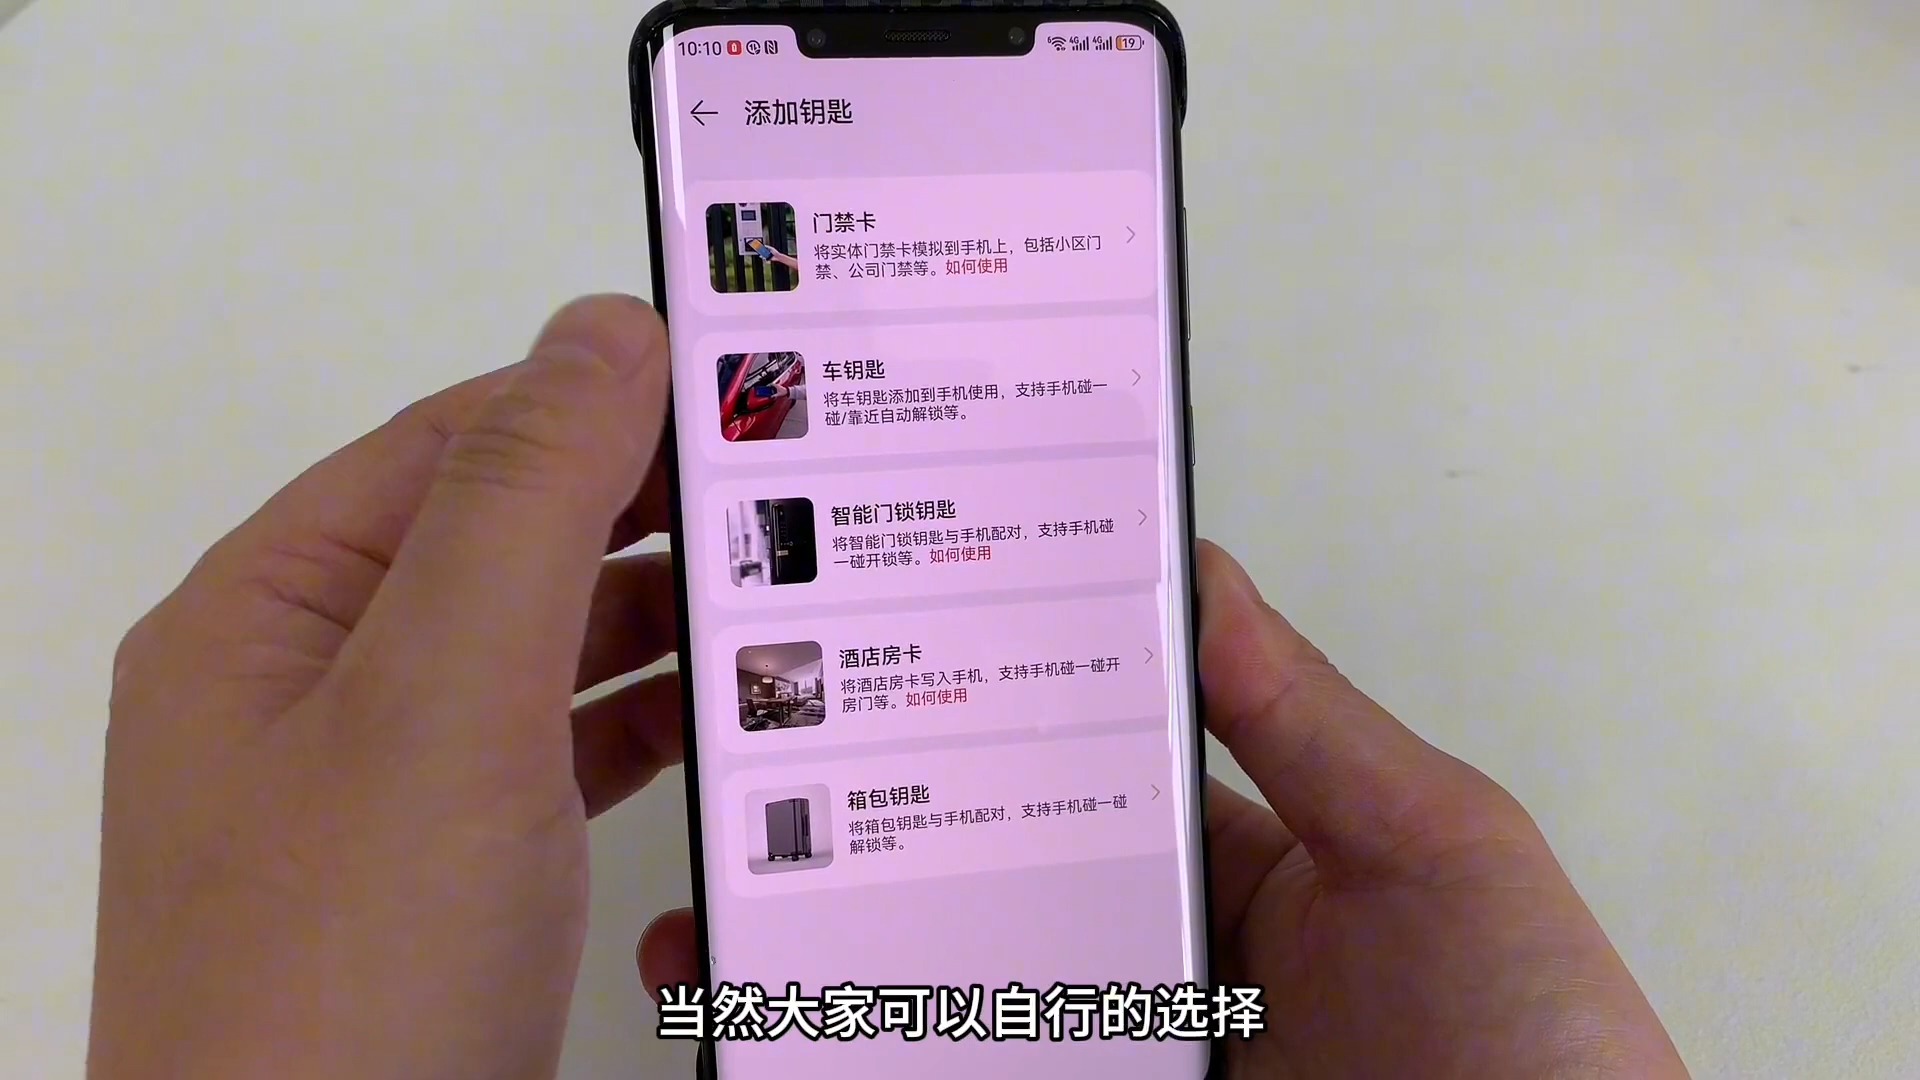 10:10
19
添加钥匙
门禁卡
将实体门禁卡模拟到手机上，包括小区门
禁、公司门禁等。如何使用
车钥匙
将车钥匙添加到手机使用，支持手机碰一
碰/靠近自动解锁等。
智能门锁钥匙
将智能门锁钥匙与手机配对，支持手机碰
一碰开锁等。如何使用
酒店房卡
将酒店房卡写入手机，支持手机碰一碰开
房门等。如何使用
箱包钥匙
将箱包钥匙与手机配对，支持手机碰一碰
解锁等。
当然大家可以自行的选择